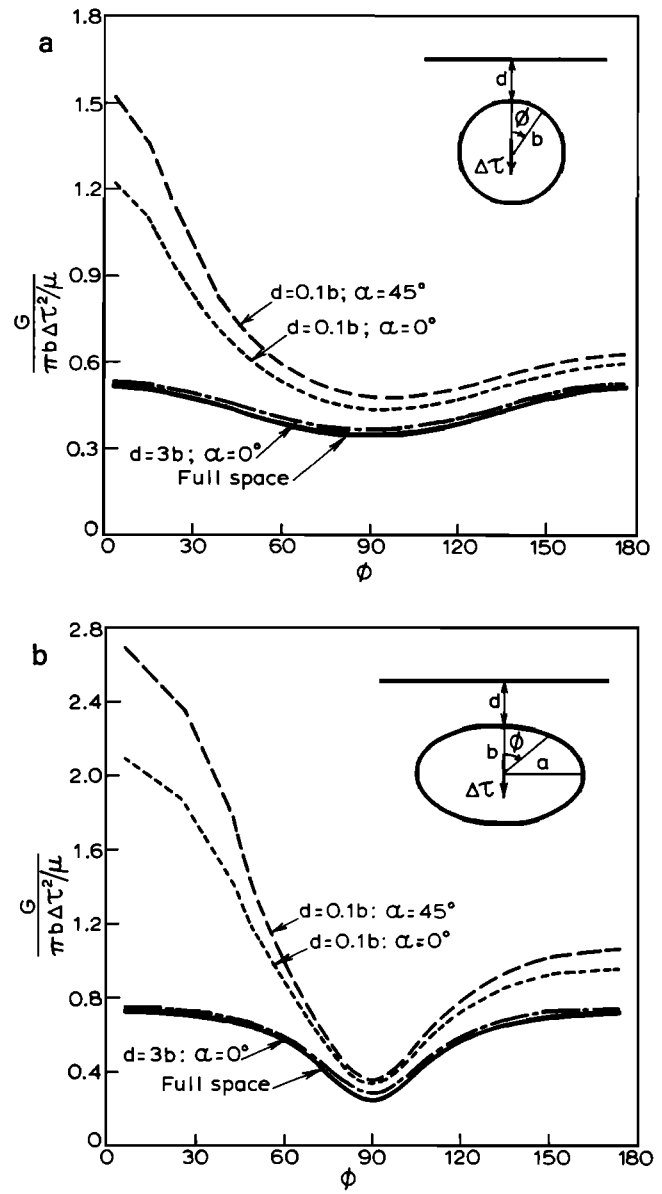 a
1.8
1.5
1.2
0.9
0.6
0.3
0
G
πbΔτ²/μ
d
ϕ
b
Δτ
d=0.1b; α=45°
d=0.1b; α=0°
d=3b; α=0°
Full space
0 30 60 90 120 150 180
ϕ
b
2.8
2.4
2.0
1.6
1.2
0.8
0.4
0
G
πbΔτ²/μ
d
b ϕ
a
Δτ
d=0.1b: α=45°
d=0.1b: α=0°
d=3b: α=0°
Full space
0 30 60 90 120 150 180
ϕ